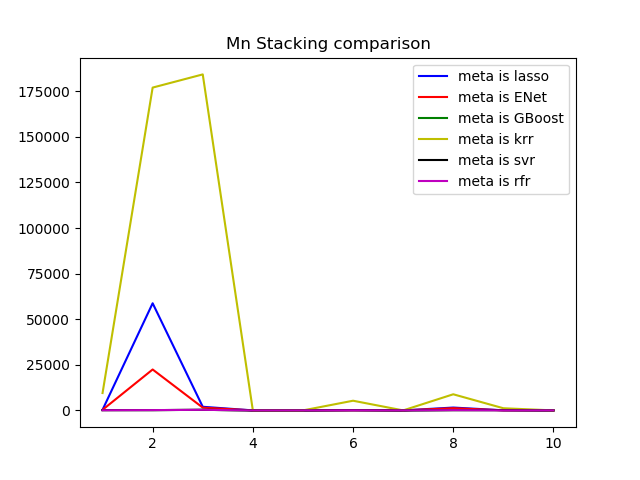 Mn Stacking comparison
meta is lasso
meta is ENet
meta is GBoost
meta is krr
meta is svr
meta is rfr
175000
150000
125000
100000
75000
50000
25000
0
2 4 6 8 10